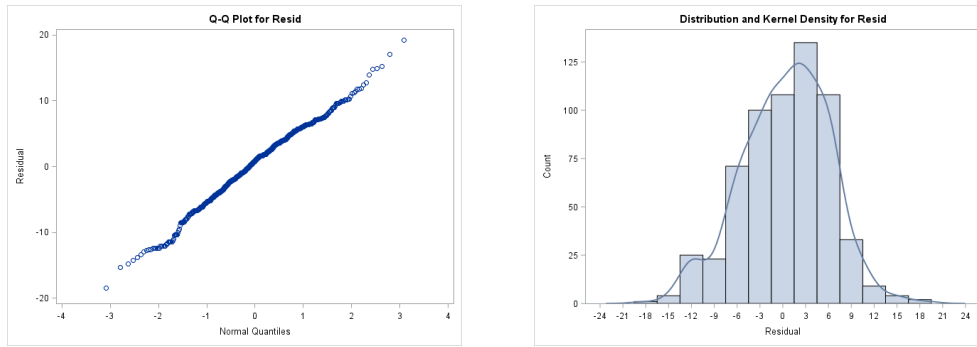 Q-Q Plot for Resid
20
10
0
-10
-20
Residual
-4 -3 -2 -1 0 1 2 3 4
Normal Quantiles
Distribution and Kernel Density for Resid
125
100
75
50
25
0
Count
-24 -21 -18 -15 -12 -9 -6 -3 0 3 6 9 12 15 18 21 24
Residual